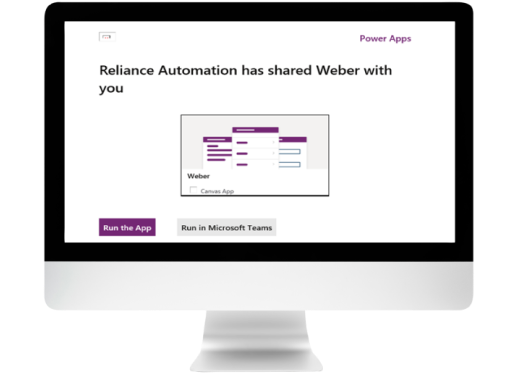 Power Apps
Reliance Automation has shared Weber with
you
Weber
Canvas App
Run the App
Run in Microsoft Teams